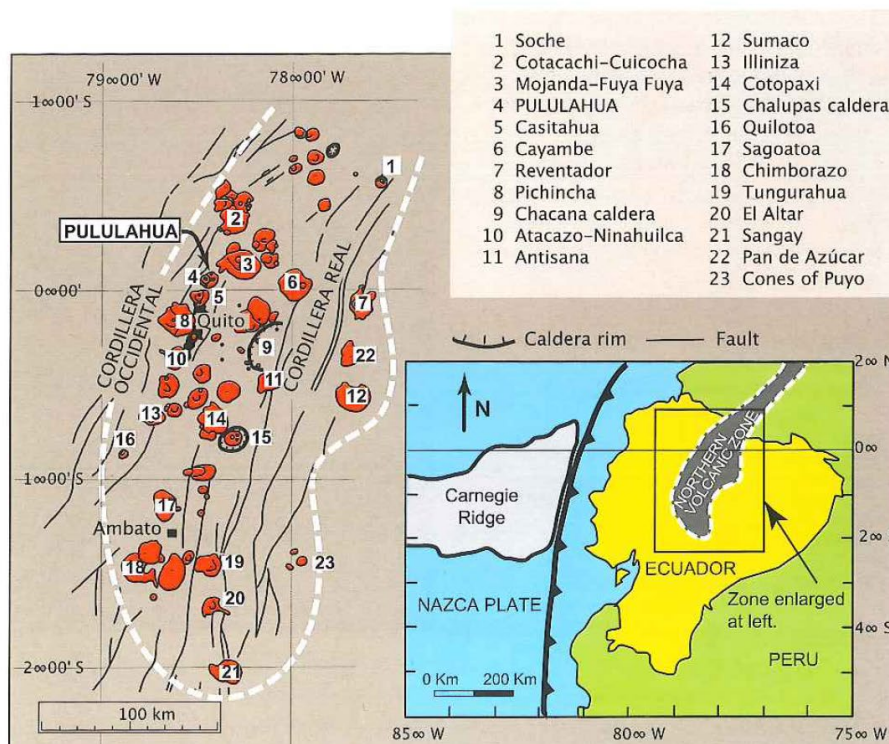 79∞00' W
78∞00' W
1∞00' S
0∞00' S
1∞00' S
2∞00' S
PULULAHUA
CORDILLERA
OCCIDENTAL
CORDILLERA REAL
Quito
Ambato
1
2
3
4
5
6
7
8
9
10
11
12
13
14
15
16
17
18
19
20
21
22
23
100 km
1 Soche
2 Cotacachi-Cuicocha
3 Mojanda-Fuya Fuya
4 PULULAHUA
5 Casitahua
6 Cayambe
7 Reventador
8 Pichincha
9 Chacana caldera
10 Atacazo-Ninahuilca
11 Antisana
12 Sumaco
13 Illiniza
14 Cotopaxi
15 Chalupas caldera
16 Quilotoa
17 Sagoatoa
18 Chimborazo
19 Tungurahua
20 El Altar
21 Sangay
22 Pan de Azúcar
23 Cones of Puyo
Caldera rim
Fault
N
Carnegie
Ridge
NAZCA PLATE
NORTHERN
VOLCANIC ZONE
ECUADOR
Zone enlarged
at left.
PERU
0 Km 200 Km
2∞ N
0∞ N
2∞ S
4∞ S
85∞ W
80∞ W
75∞ W